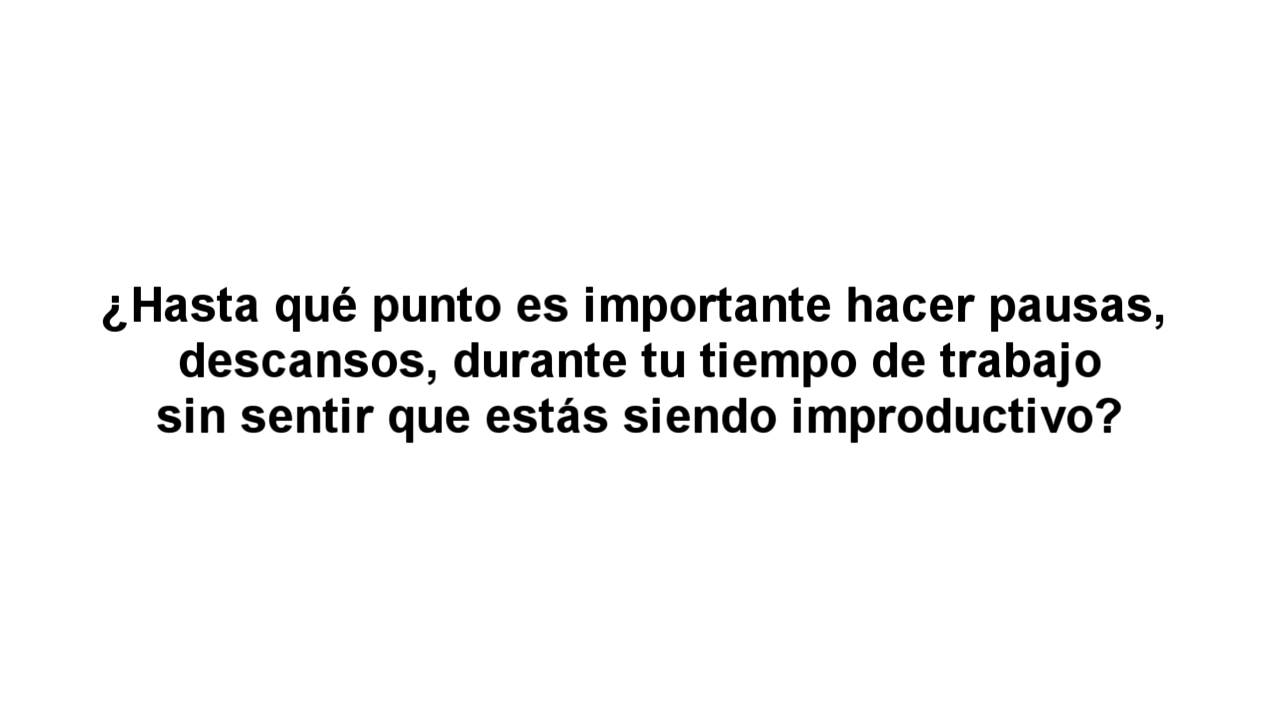 ¿Hasta qué punto es importante hacer pausas,
descansos, durante tu tiempo de trabajo
sin sentir que estás siendo improductivo?